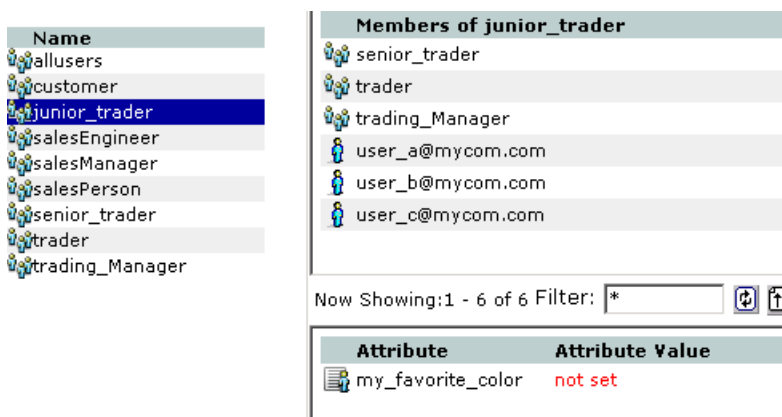 Name
allusers
customer
junior_trader
salesEngineer
salesManager
salesPerson
senior_trader
trader
trading_Manager
Members of junior_trader
senior_trader
trader
trading_Manager
user_a@mycom.com
user_b@mycom.com
user_c@mycom.com
Now Showing:1 - 6 of 6 Filter: *
Attribute Attribute Value
my_favorite_color not set